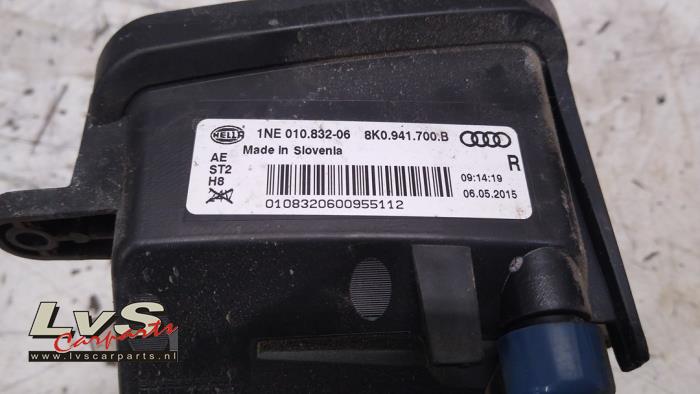 HELLA 1NE 010.832-06 8K0.941.700.B
Made in Slovenia
R
AE
ST2
H8
09:14:19
06.05.2015
0108320600955112
LvS
Carparts
www.lvscarparts.nl